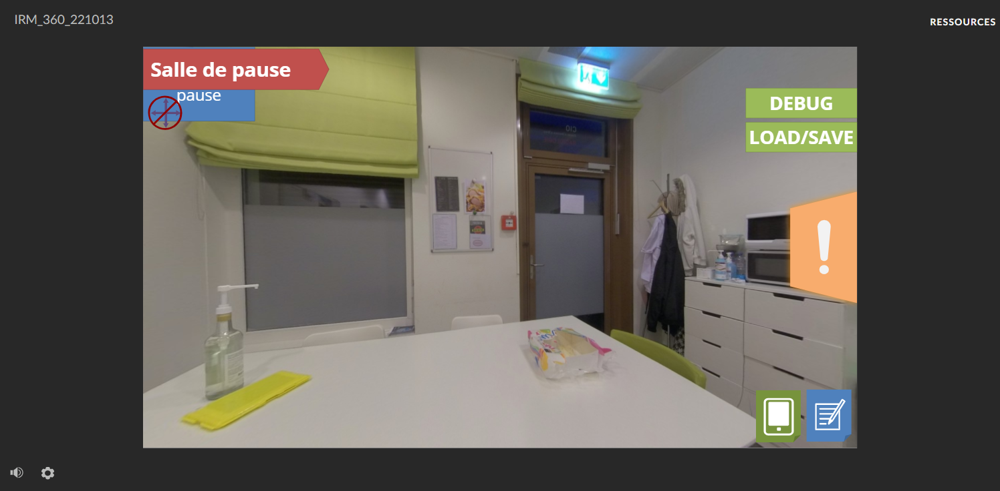 IRM_360_221013
RESSOURCES
Salle de pause
pause
DEBUG
LOAD/SAVE
!